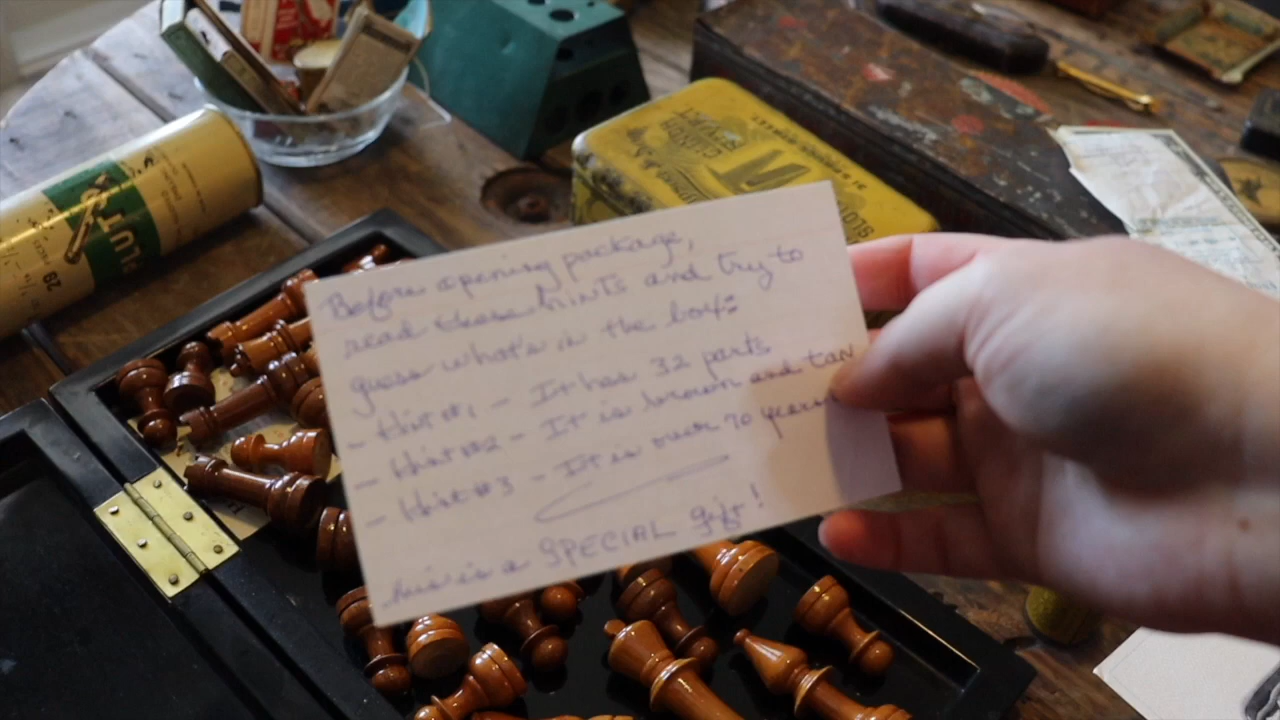 Before opening package,
read these hints and try to
guess what's in the box:
- Hint #1 - It has 32 parts
- Hint #2 - It is brown and tan
- Hint #3 - It is over 70 years
this is a SPECIAL gift!
PLUTO
29